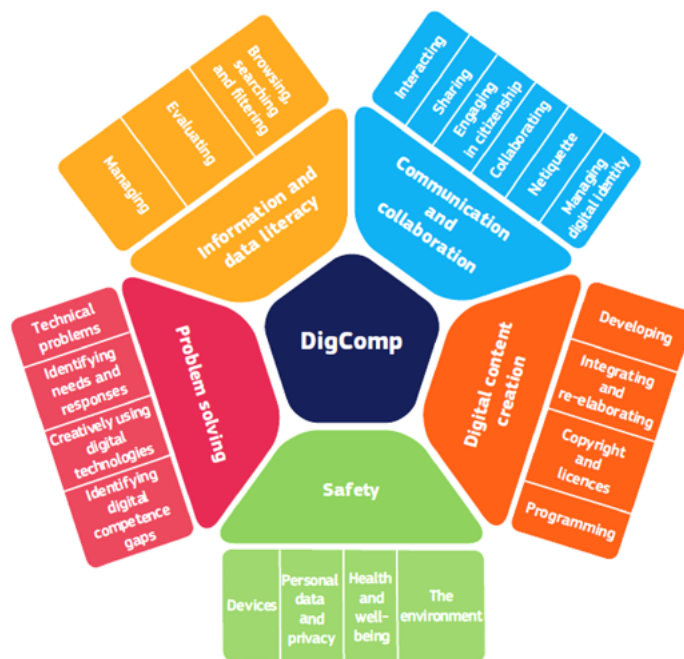 Browsing,
searching
and filtering
Evaluating
Managing
Information and
data literacy
Interacting
Sharing
Engaging
in citizenship
Collaborating
Netiquette
Managing
digital identity
Communication
and
collaboration
DigComp
Developing
Integrating
and
re-elaborating
Copyright
and
licences
Programming
Digital content
creation
Safety
Devices
Personal
data
and
privacy
Health
and
well-
being
The
environment
Problem solving
Technical
problems
Identifying
needs and
responses
Creatively using
digital
technologies
Identifying
digital
competence
gaps